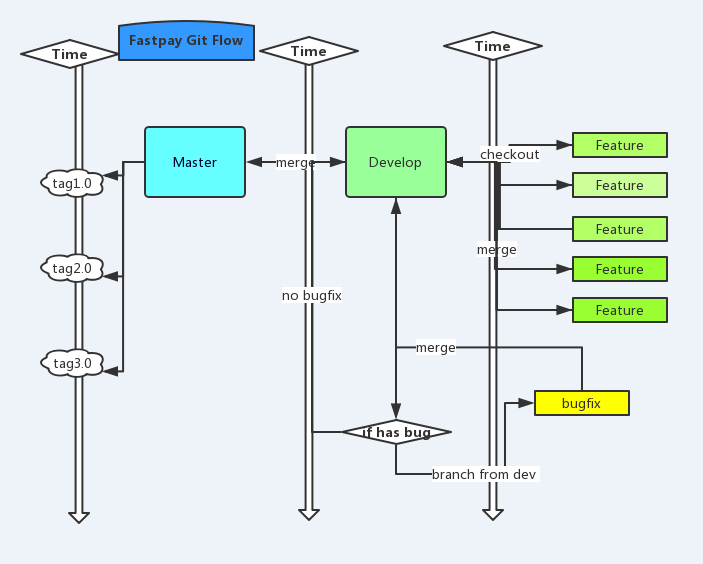 Time
Fastpay Git Flow
Time
Time
Master
merge
Develop
checkout
Feature
Feature
Feature
Feature
Feature
merge
tag1.0
tag2.0
tag3.0
no bugfix
merge
bugfix
if has bug
branch from dev